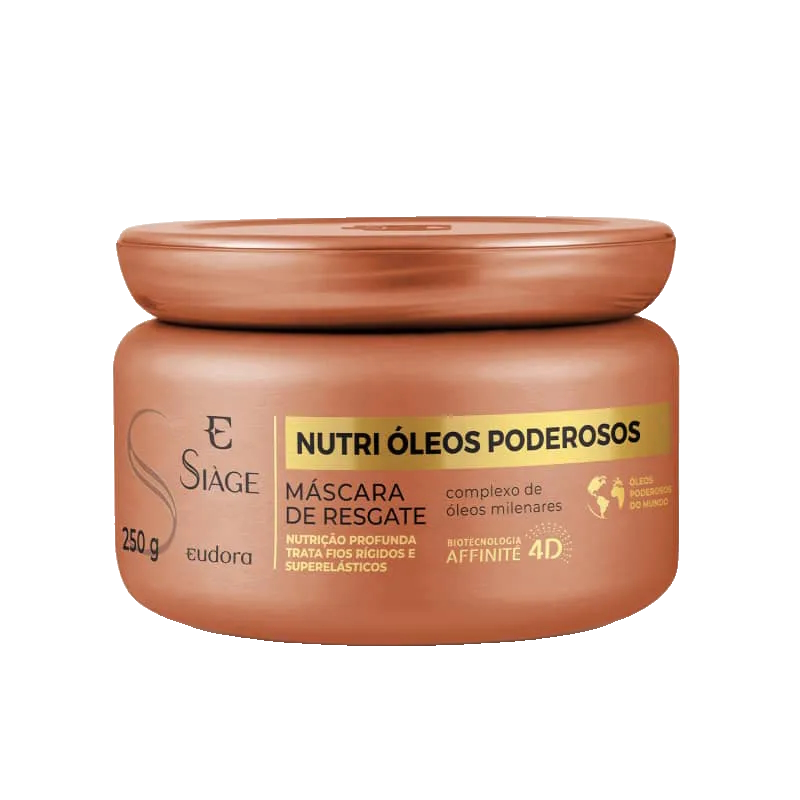 E
SIÀGE
eudora
250 g
NUTRI ÓLEOS PODEROSOS
MÁSCARA
DE RESGATE
NUTRIÇÃO PROFUNDA
TRATA FIOS RÍGIDOS E
SUPERELÁSTICOS
complexo de
óleos milenares
BIOTECNOLOGIA
AFFINITÉ 4D
ÓLEOS
PODEROSOS
DO MUNDO